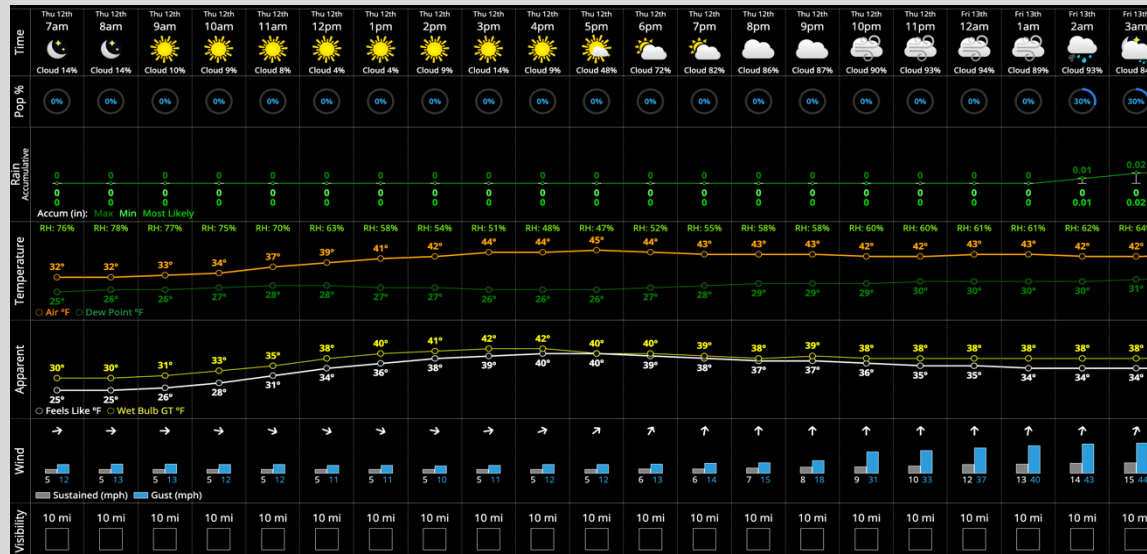 Thu 12th Thu 12th Thu 12th Thu 12th Thu 12th Thu 12th Thu 12th Thu 12th Thu 12th Thu 12th Thu 12th Thu 12th Thu 12th Thu 12th Thu 12th Thu 12th Thu 12th Fri 13th Fri 13th Fri 13th Fri 13th
Time 7am 8am 9am 10am 11am 12pm 1pm 2pm 3pm 4pm 5pm 6pm 7pm 8pm 9pm 10pm 11pm 12am 1am 2am 3am
Cloud 14% Cloud 14% Cloud 10% Cloud 9% Cloud 8% Cloud 4% Cloud 4% Cloud 9% Cloud 14% Cloud 9% Cloud 48% Cloud 72% Cloud 82% Cloud 86% Cloud 87% Cloud 90% Cloud 93% Cloud 94% Cloud 89% Cloud 93% Cloud 84
Pop % 0% 0% 0% 0% 0% 0% 0% 0% 0% 0% 0% 0% 0% 0% 0% 0% 0% 0% 0% 30% 30%
Rain
Accumulative
0 0 0 0 0 0 0 0 0 0 0 0 0 0 0 0 0 0 0 0.01 0.02
0 0 0 0 0 0 0 0 0 0 0 0 0 0 0 0 0 0 0 0 0
0 0 0 0 0 0 0 0 0 0 0 0 0 0 0 0 0 0 0 0.01 0.02
Accum (in): Max Min Most Likely
RH: 76% RH: 78% RH: 77% RH: 75% RH: 70% RH: 63% RH: 58% RH: 54% RH: 51% RH: 48% RH: 47% RH: 52% RH: 55% RH: 58% RH: 58% RH: 60% RH: 60% RH: 61% RH: 61% RH: 62% RH: 64
Temperature
32° 32° 33° 34° 37° 39° 41° 42° 44° 44° 45° 44° 43° 43° 43° 42° 42° 43° 43° 42° 42°
25° 26° 26° 27° 28° 28° 27° 27° 26° 26° 26° 27° 28° 29° 29° 29° 30° 30° 30° 30° 31°
Air °F Dew Point °F
Apparent
30° 30° 31° 33° 35° 38° 40° 41° 42° 42° 40° 40° 39° 38° 39° 38° 38° 38° 38° 38° 38°
25° 25° 26° 28° 31° 34° 36° 38° 39° 40° 40° 39° 38° 37° 37° 36° 35° 35° 34° 34° 34°
Feels Like °F Wet Bulb GT °F
Wind
5 12 5 13 5 13 5 12 5 12 5 11 5 11 5 10 5 11 5 12 5 12 6 13 6 14 7 15 8 18 9 31 10 33 12 37 13 40 14 43 15 44
Sustained (mph) Gust (mph)
Visibility
10 mi 10 mi 10 mi 10 mi 10 mi 10 mi 10 mi 10 mi 10 mi 10 mi 10 mi 10 mi 10 mi 10 mi 10 mi 10 mi 10 mi 10 mi 10 mi 10 mi 10 mi